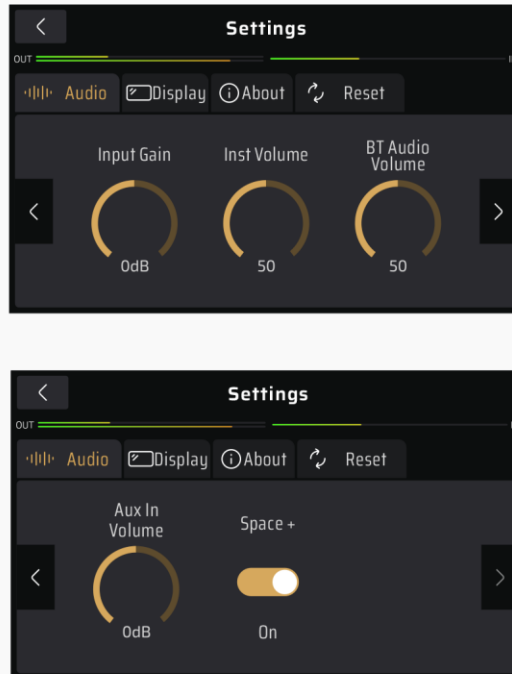 Settings
OUT
Audio Display About Reset
Input Gain Inst Volume BT Audio Volume
0dB 50 50
Settings
OUT
Audio Display About Reset
Aux In Volume Space +
0dB On